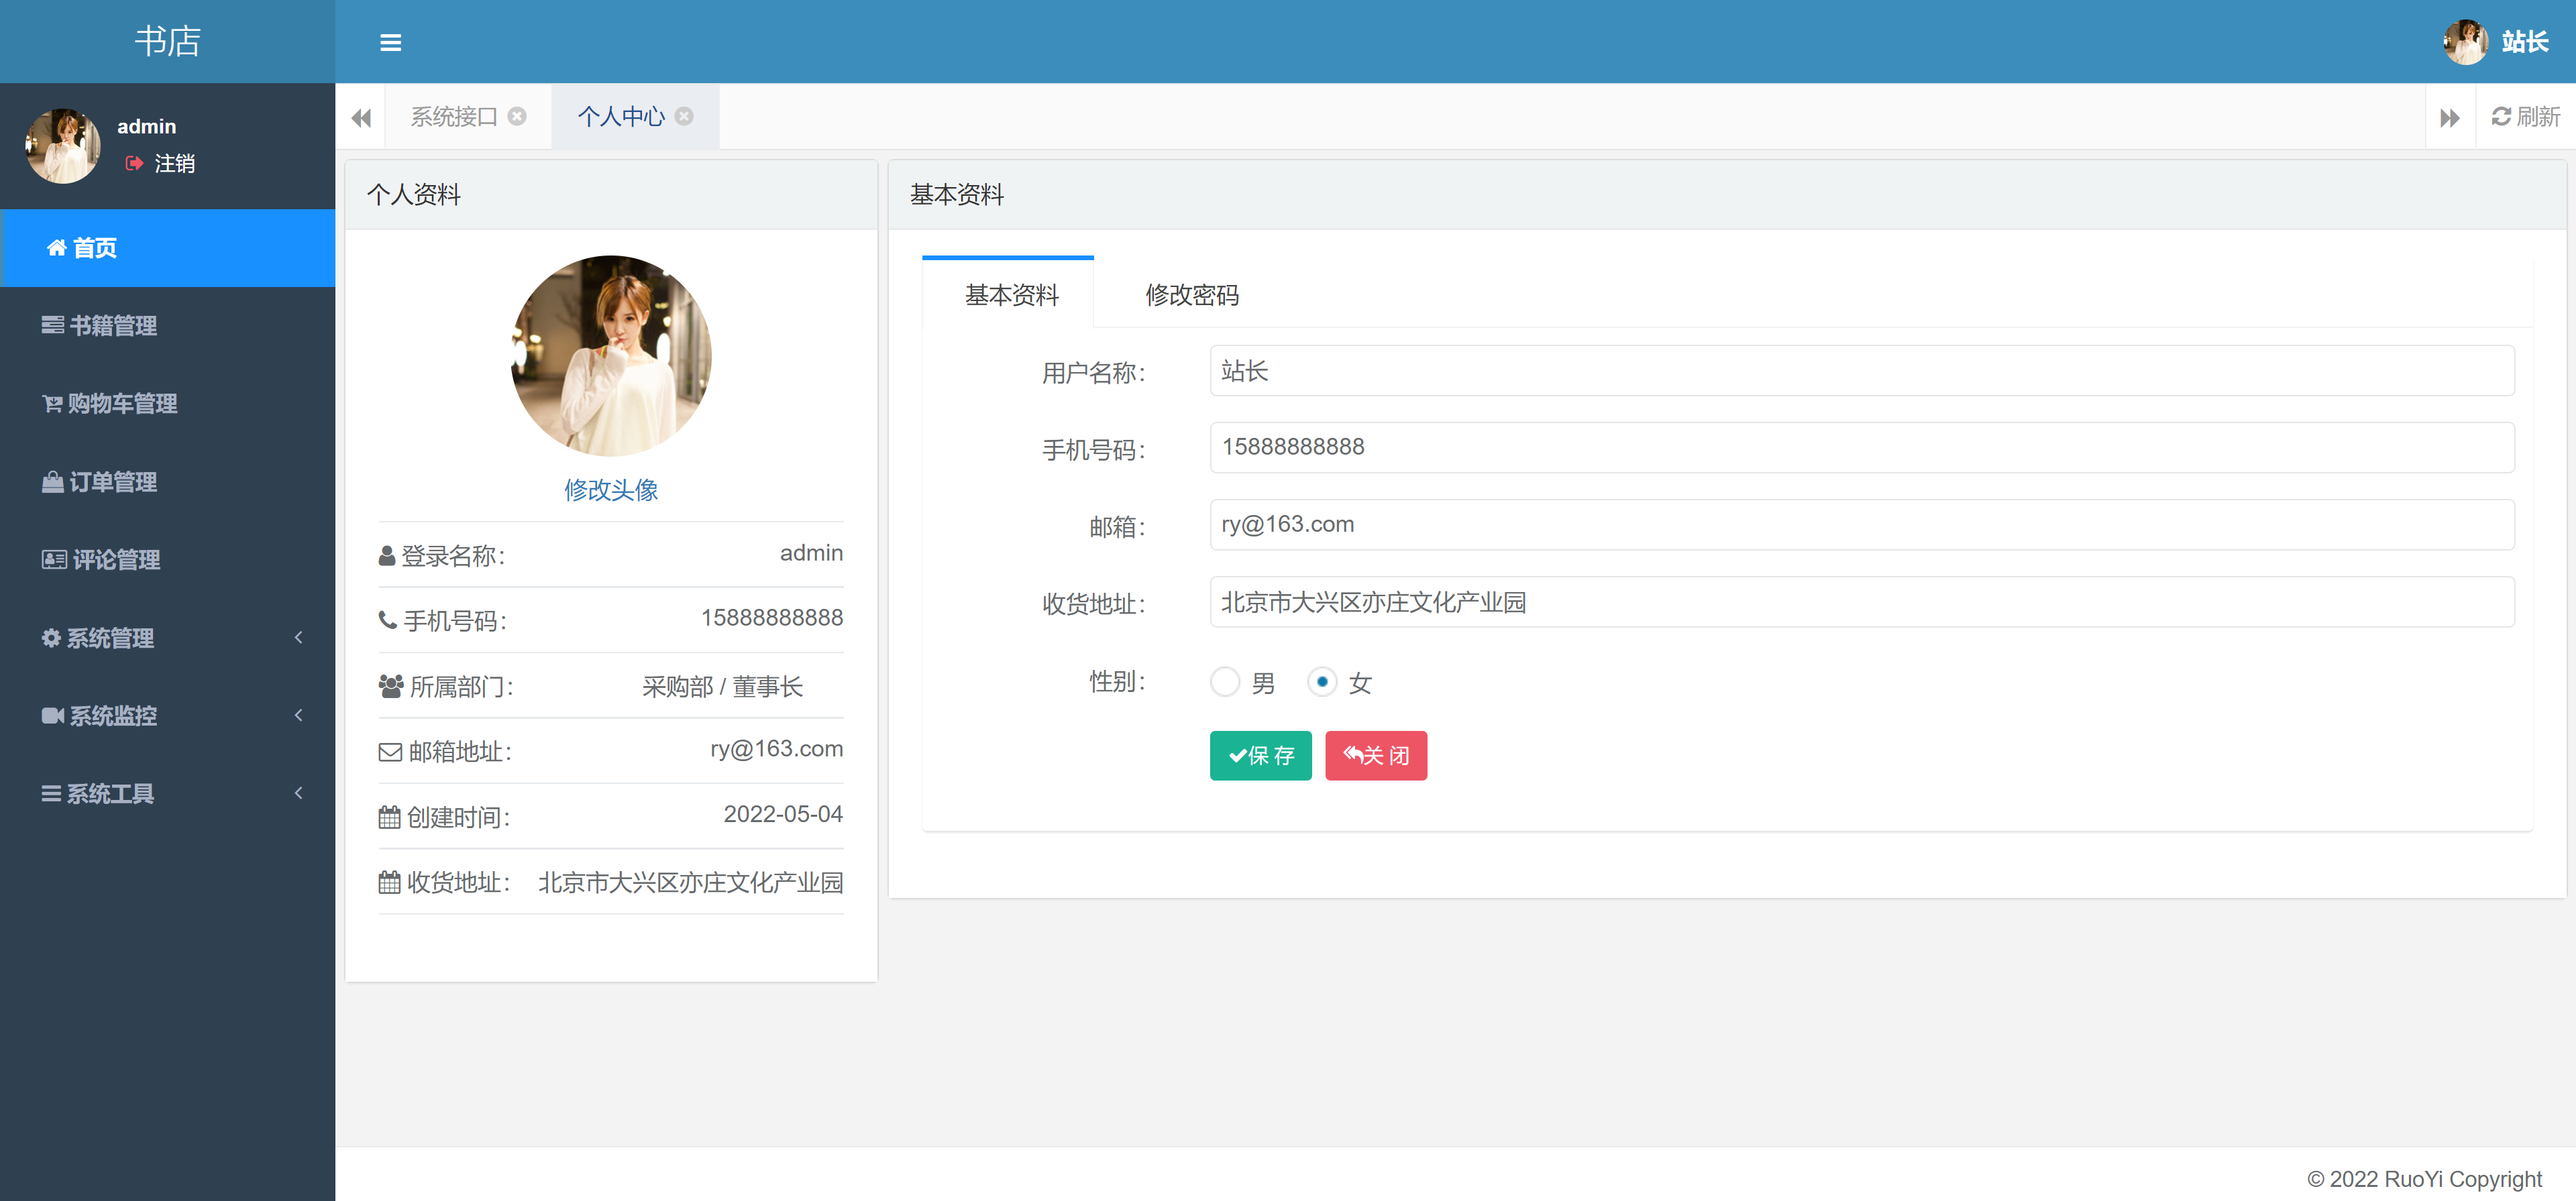 书店
站长
admin
注销
系统接口
个人中心
刷新
首页
书籍管理
购物车管理
订单管理
评论管理
系统管理
系统监控
系统工具
个人资料
修改头像
登录名称： admin
手机号码： 15888888888
所属部门： 采购部 / 董事长
邮箱地址： ry@163.com
创建时间： 2022-05-04
收货地址： 北京市大兴区亦庄文化产业园
基本资料
基本资料 修改密码
用户名称： 站长
手机号码： 15888888888
邮箱： ry@163.com
收货地址： 北京市大兴区亦庄文化产业园
性别： 男 女
保 存 关 闭
© 2022 RuoYi Copyright